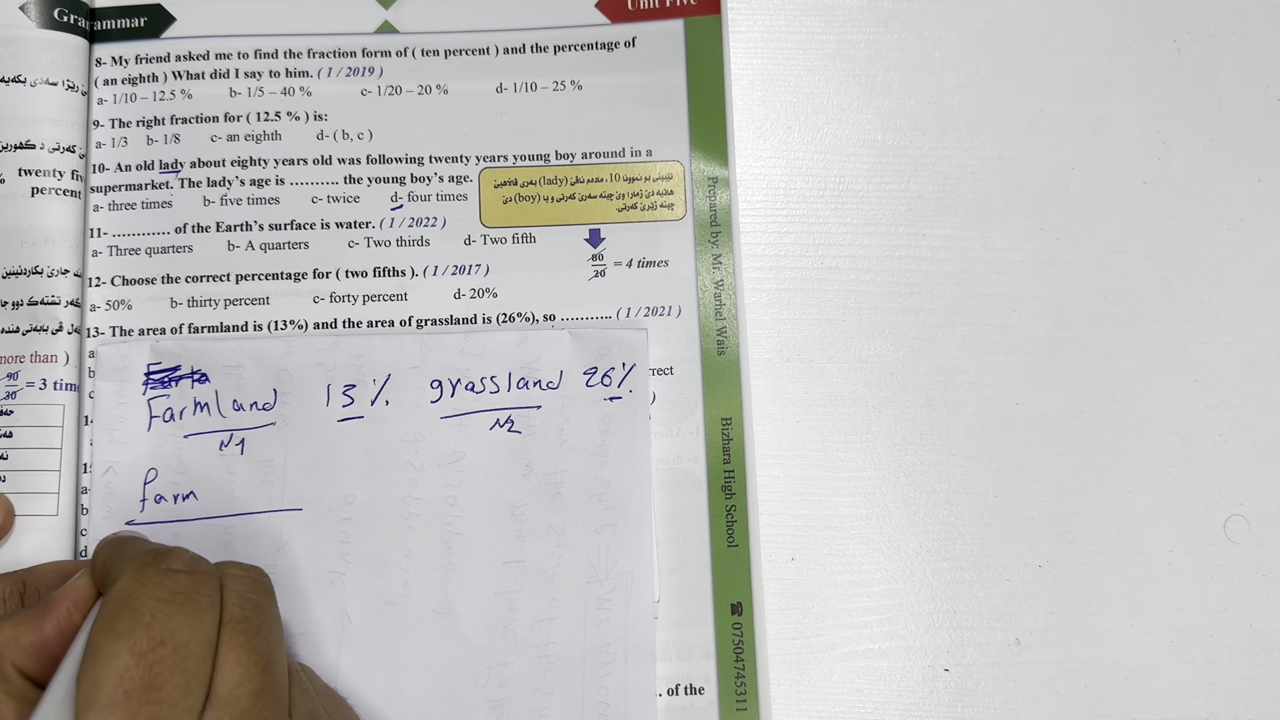 Grammar
Unit Five
8- My friend asked me to find the fraction form of ( ten percent ) and the percentage of
( an eighth ) What did I say to him. ( 1 / 2019 )
a- 1/10 – 12.5 % b- 1/5 – 40 % c- 1/20 – 20 % d- 1/10 – 25 %
9- The right fraction for ( 12.5 % ) is:
a- 1/3 b- 1/8 c- an eighth d- ( b, c )
10- An old lady about eighty years old was following twenty years young boy around in a
supermarket. The lady's age is .......... the young boy's age.
a- three times b- five times c- twice d- four times
11- ............ of the Earth's surface is water. ( 1 / 2022 )
a- Three quarters b- A quarters c- Two thirds d- Two fifth
80
20
= 4 times
12- Choose the correct percentage for ( two fifths ). ( 1 / 2017 )
a- 50% b- thirty percent c- forty percent d- 20%
13- The area of farmland is (13%) and the area of grassland is (26%), so ........... ( 1 / 2021 )
a
b
c
rrect
)
twenty fiv
percent
more than )
90
30
= 3 tim
Farmland 13% grassland 26%
N1 N2
farm
a-
b
c
d
.. of the
Prepared by: Mr. Warhel Wais
Bizhara High School
☎ 07504745311